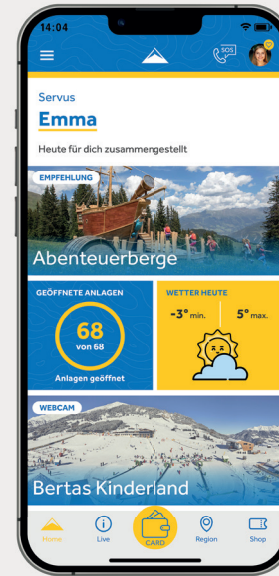 14:04
SOS
Servus
Emma
Heute für dich zusammengestellt
EMPFEHLUNG
Abenteuerberge
GEÖFFNETE ANLAGEN
68
von 68
Anlagen geöffnet
WETTER HEUTE
-3° min.
5° max.
WEBCAM
Bertas Kinderland
Home
Live
CARD
Region
Shop